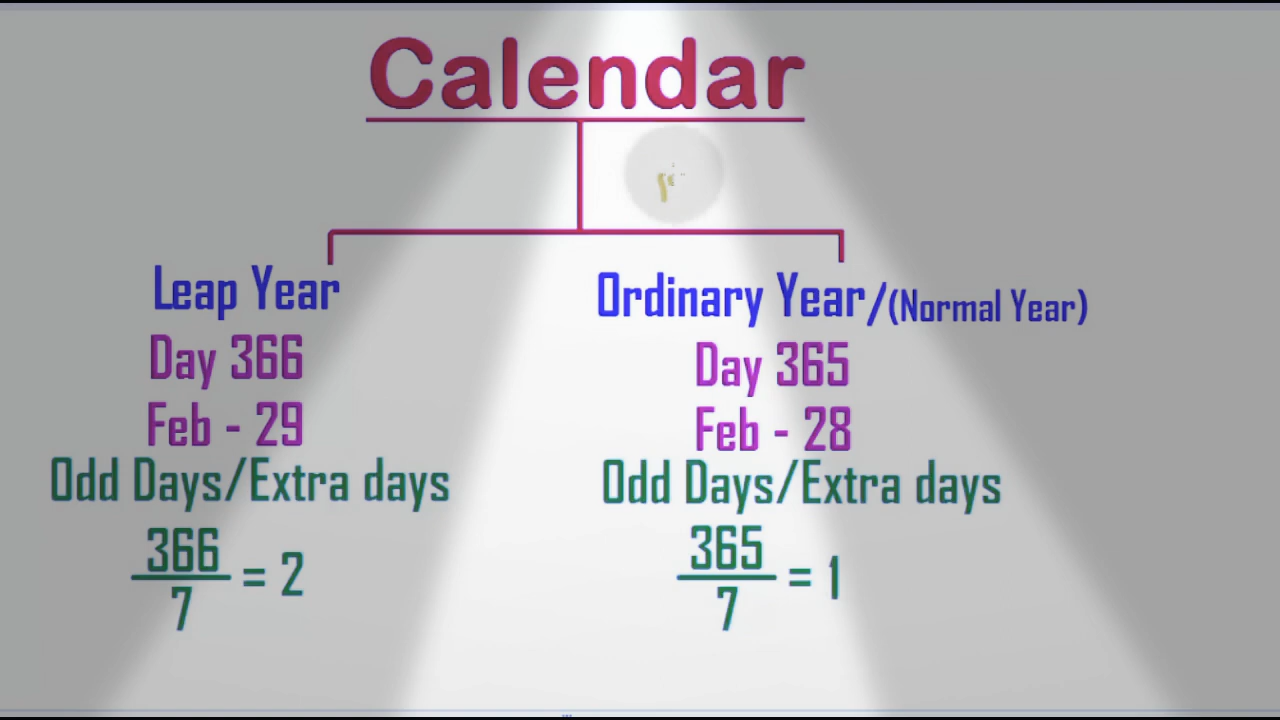 Calendar
Leap Year
Day 366
Feb - 29
Odd Days/Extra days
366
7
= 2
Ordinary Year/(Normal Year)
Day 365
Feb - 28
Odd Days/Extra days
365
7
= 1